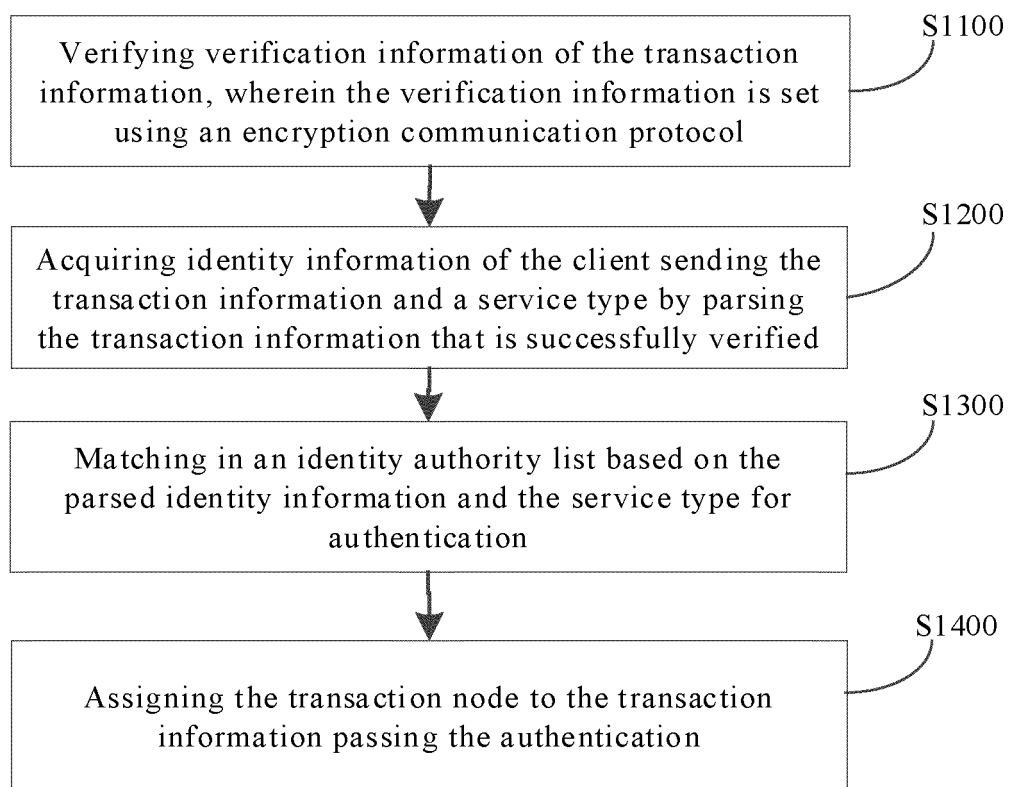 S1100
Verifying verification information of the transaction
information, wherein the verification information is set
using an encryption communication protocol
S1200
Acquiring identity information of the client sending the
transaction information and a service type by parsing
the transaction information that is successfully verified
S1300
Matching in an identity authority list based on the
parsed identity information and the service type for
authentication
S1400
Assigning the transaction node to the transaction
information passing the authentication